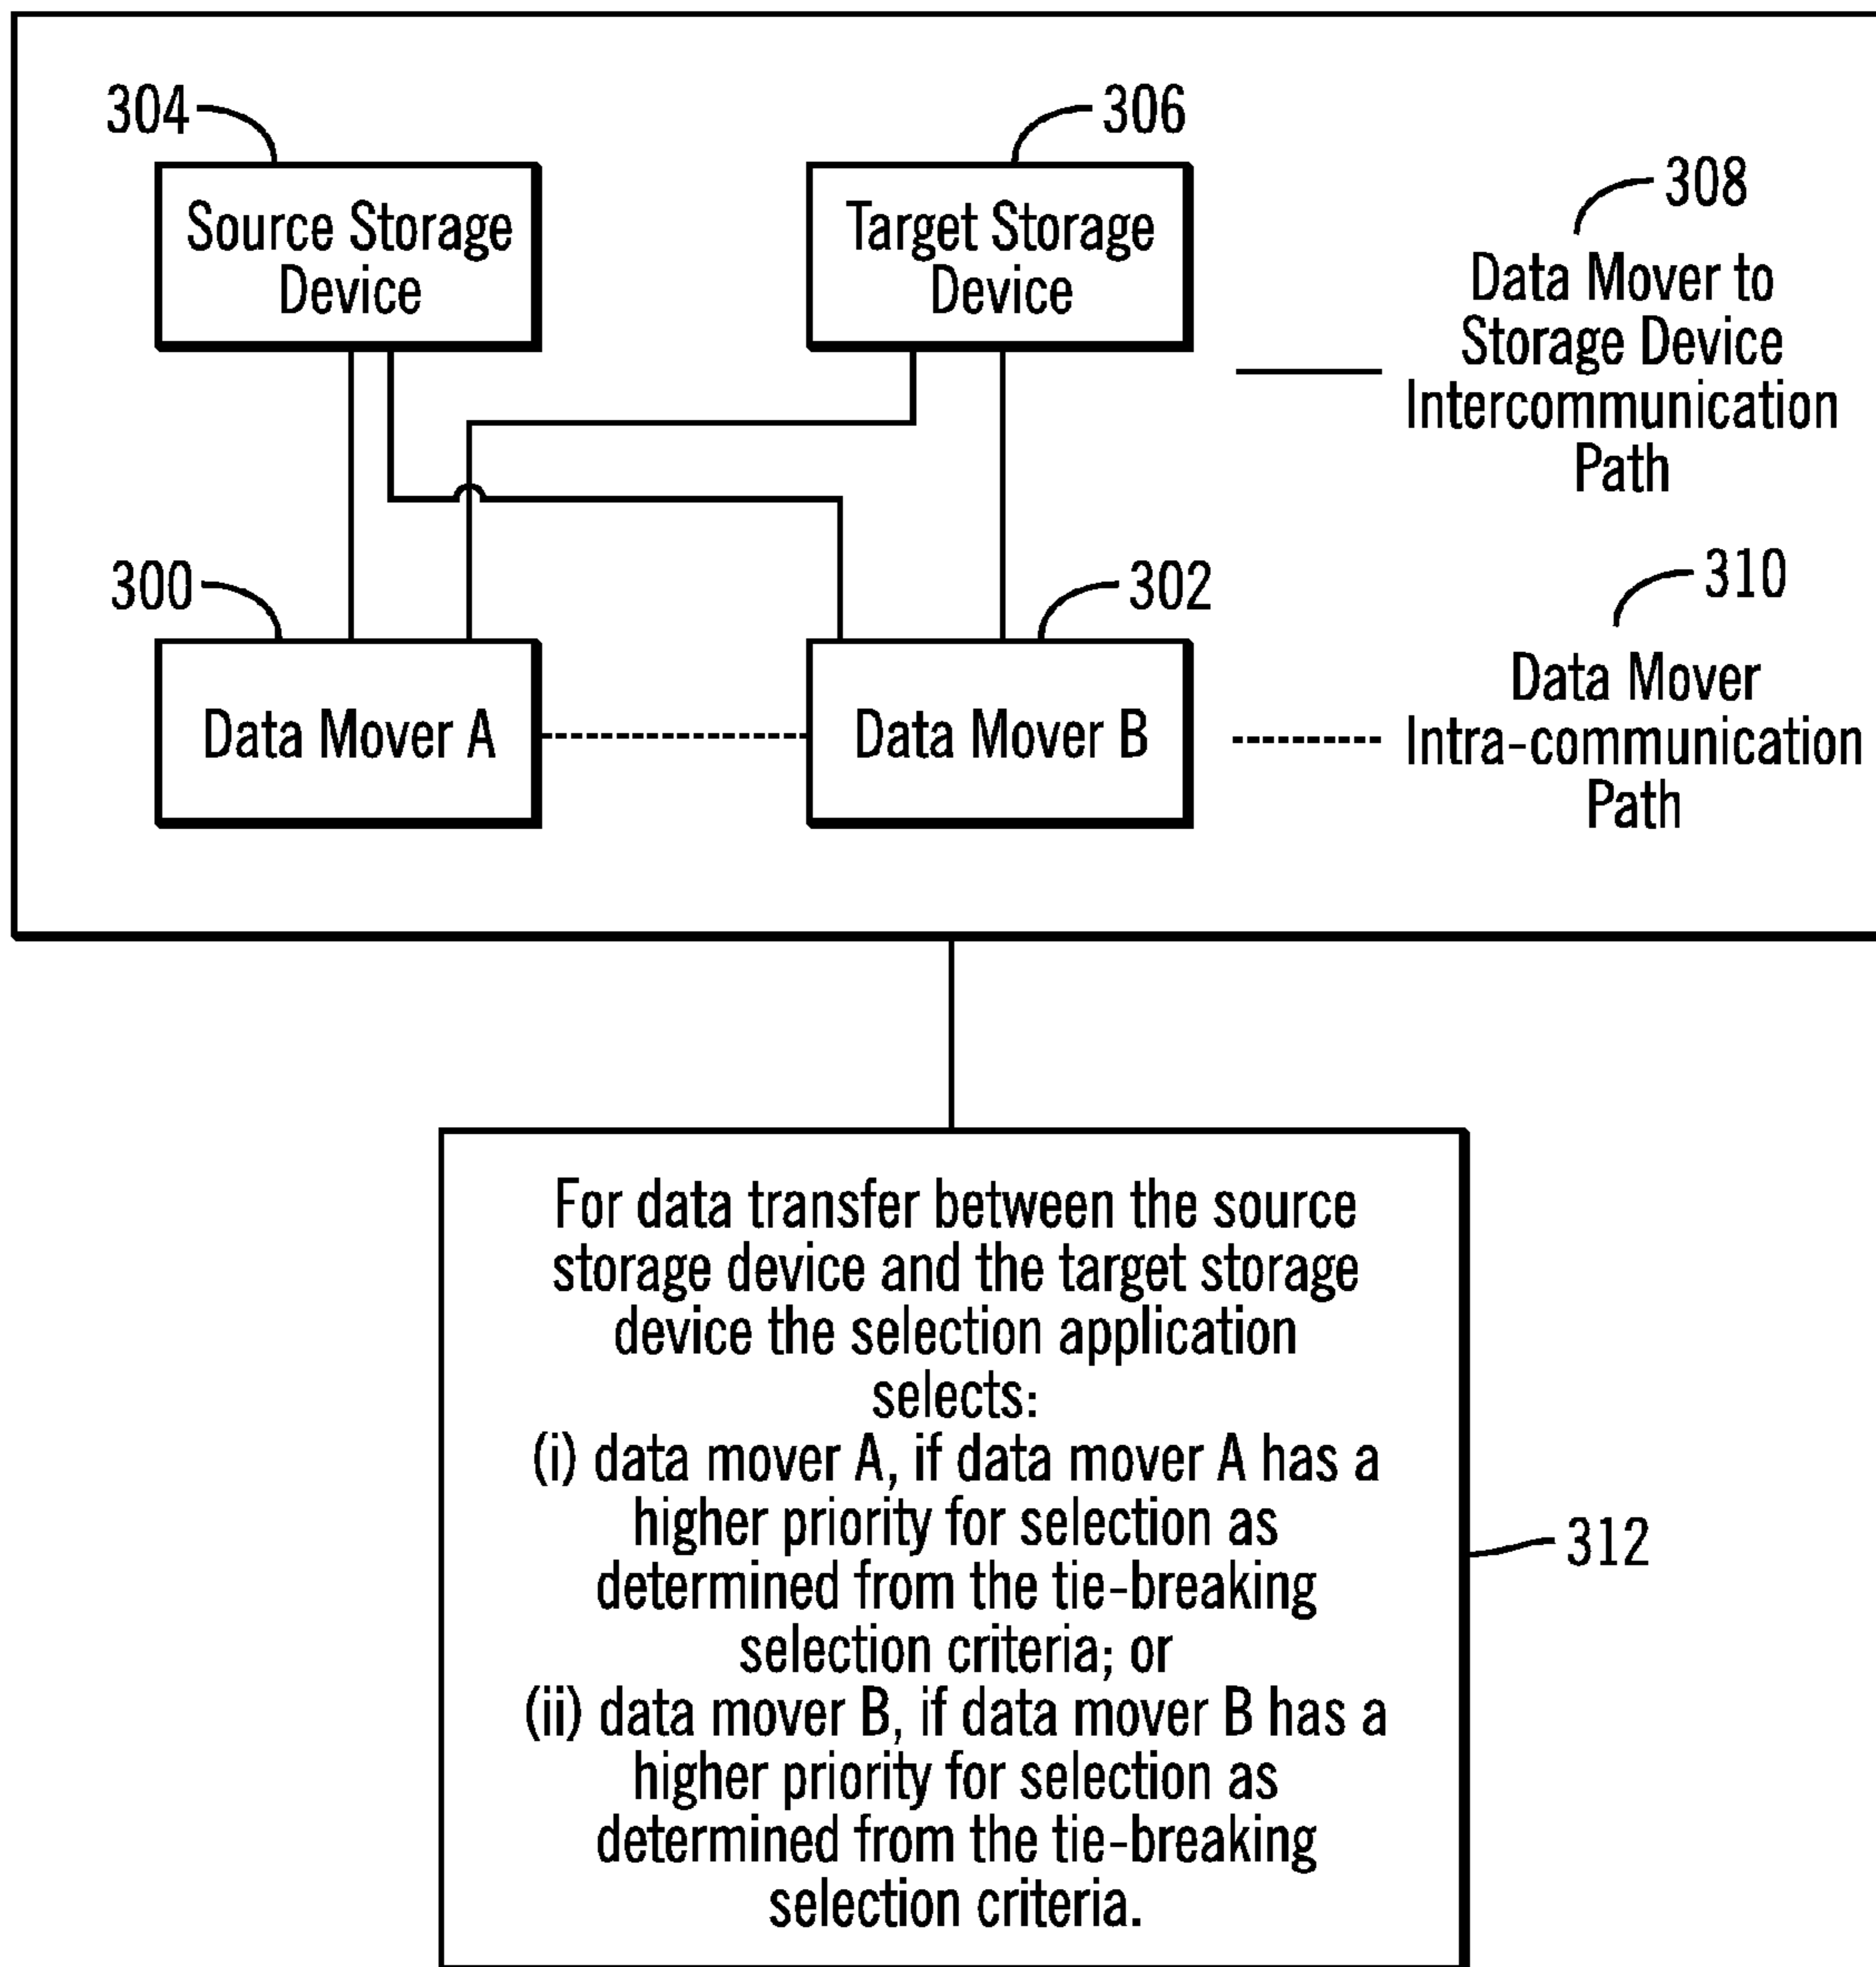 304
306
308
Source Storage
Device
Target Storage
Device
Data Mover to
Storage Device
Intercommunication
Path
300
302
310
Data Mover A
Data Mover B
Data Mover
Intra-communication
Path
For data transfer between the source
storage device and the target storage
device the selection application
selects:
(i) data mover A, if data mover A has a
higher priority for selection as
determined from the tie-breaking
selection criteria; or
(ii) data mover B, if data mover B has a
higher priority for selection as
determined from the tie-breaking
selection criteria.
312